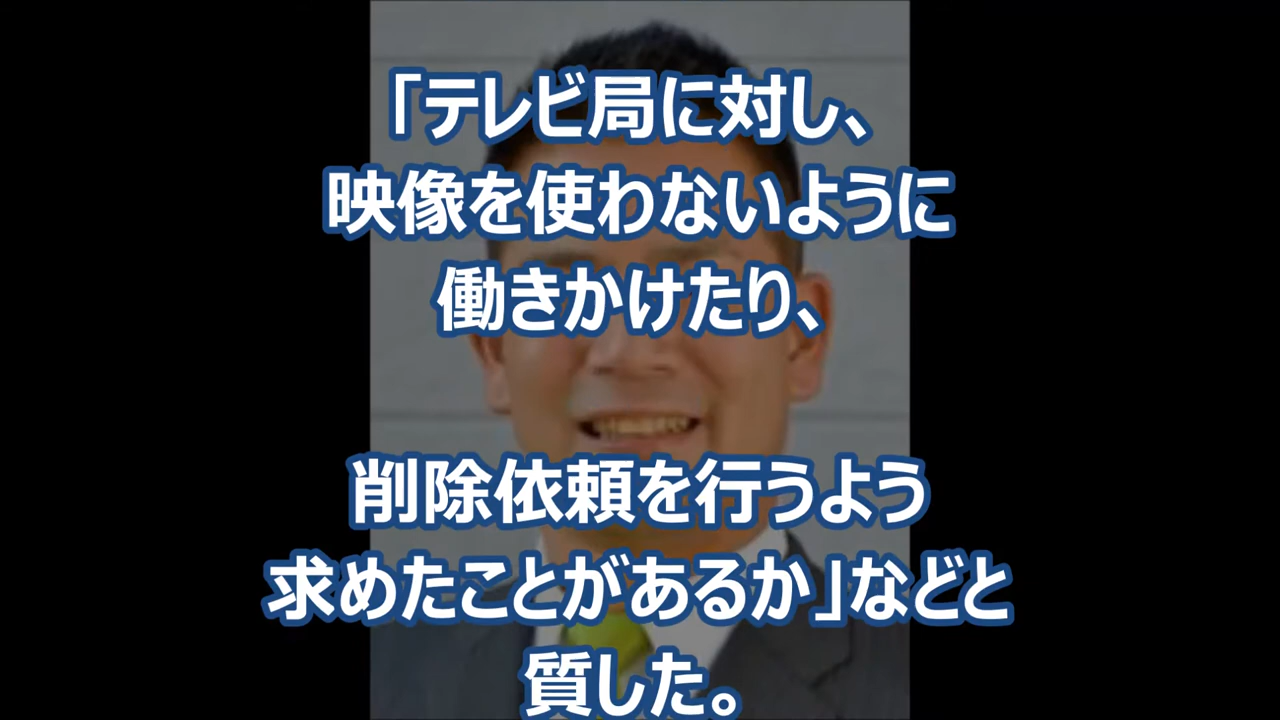 「テレビ局に対し、
映像を使わないように
働きかけたり、
削除依頼を行うよう
求めたことがあるか」などと
質した。